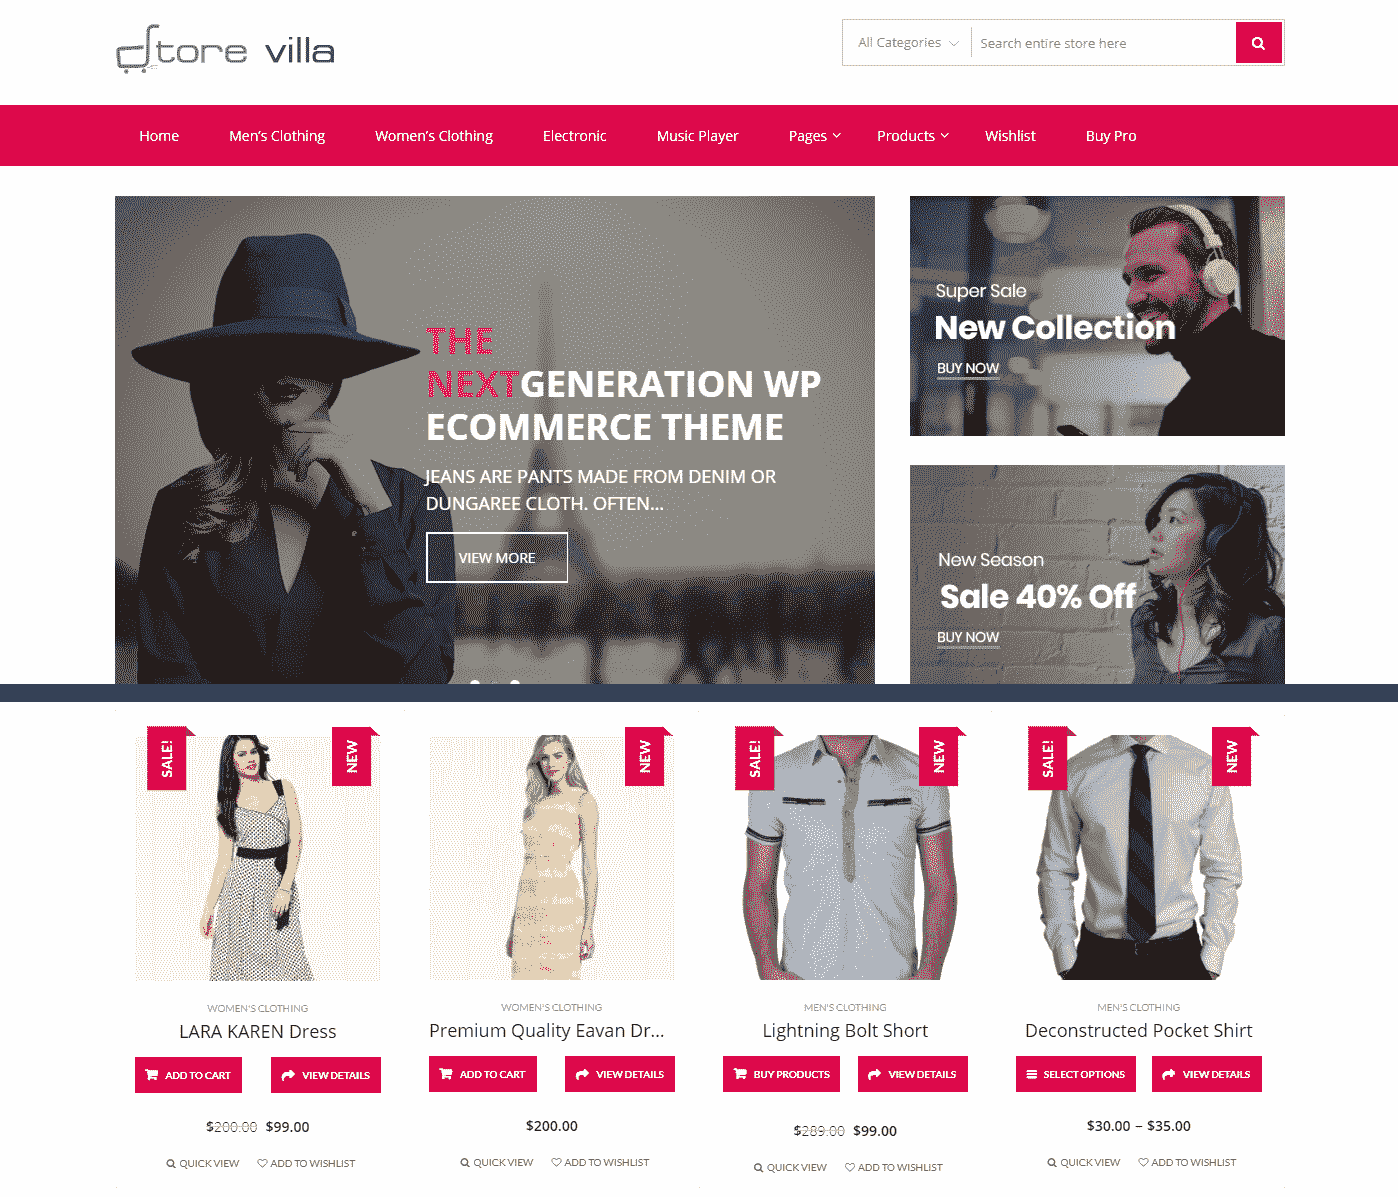 Store villa
All Categories
Search entire store here
Home Men's Clothing Women's Clothing Electronic Music Player Pages Products Wishlist Buy Pro
THE
NEXTGENERATION WP
ECOMMERCE THEME
JEANS ARE PANTS MADE FROM DENIM OR
DUNGAREE CLOTH. OFTEN...
VIEW MORE
Super Sale
New Collection
BUY NOW
New Season
Sale 40% Off
BUY NOW
SALE!
NEW
WOMEN'S CLOTHING
LARA KAREN Dress
ADD TO CART VIEW DETAILS
$200.00 $99.00
QUICK VIEW ADD TO WISHLIST
NEW
WOMEN'S CLOTHING
Premium Quality Eavan Dr...
ADD TO CART VIEW DETAILS
$200.00
QUICK VIEW ADD TO WISHLIST
SALE!
NEW
MEN'S CLOTHING
Lightning Bolt Short
BUY PRODUCTS VIEW DETAILS
$289.00 $99.00
QUICK VIEW ADD TO WISHLIST
SALE!
NEW
MEN'S CLOTHING
Deconstructed Pocket Shirt
SELECT OPTIONS VIEW DETAILS
$30.00 – $35.00
QUICK VIEW ADD TO WISHLIST